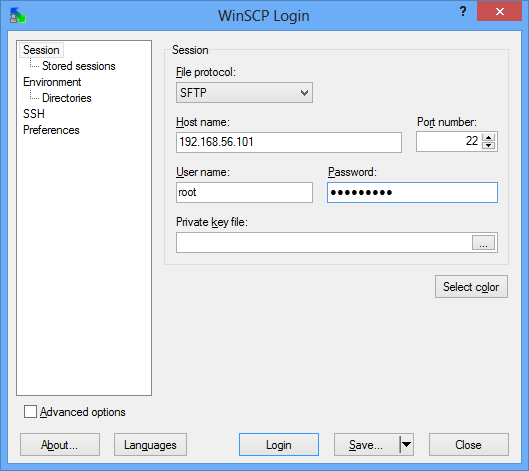 WinSCP Login
?
Session
Stored sessions
Environment
Directories
SSH
Preferences
Session
File protocol:
SFTP
Host name:
Port number:
192.168.56.101
22
User name:
Password:
root
●●●●●●●●●
Private key file:
...
Select color
Advanced options
About...
Languages
Login
Save...
Close